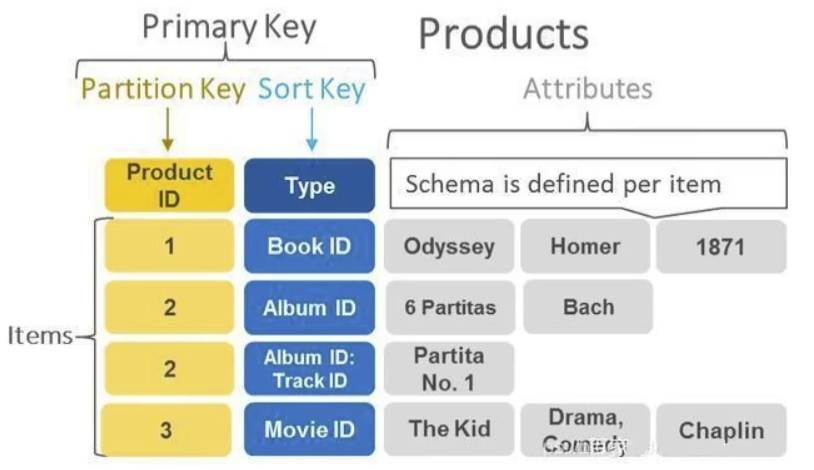 Primary Key
Products
Partition Key Sort Key
Attributes
Product
ID
Type
Schema is defined per item
1
Book ID
Odyssey
Homer
1871
Items
2
Album ID
6 Partitas
Bach
2
Album ID:
Track ID
Partita
No. 1
3
Movie ID
The Kid
Drama,
Comedy
Chaplin